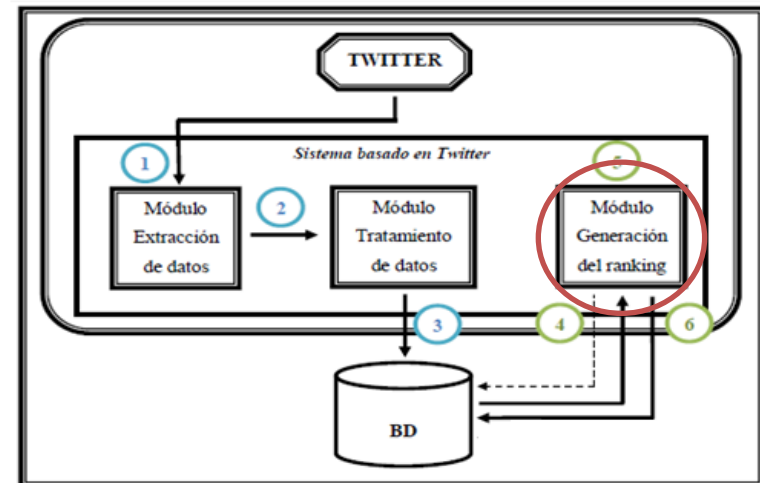 TWITTER
Sistema basado en Twitter
1
2
5
Módulo
Extracción
de datos
Módulo
Tratamiento
de datos
Módulo
Generación
del ranking
3
4
6
BD